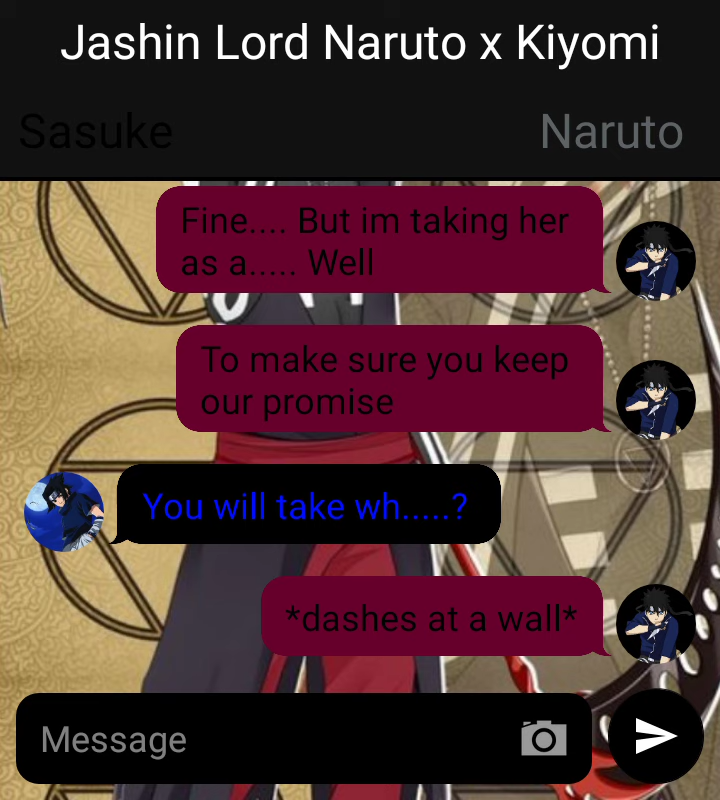 Jashin Lord Naruto x Kiyomi
Sasuke Naruto
Fine.... But im taking her
as a..... Well
To make sure you keep
our promise
You will take wh.....?
*dashes at a wall*
Message